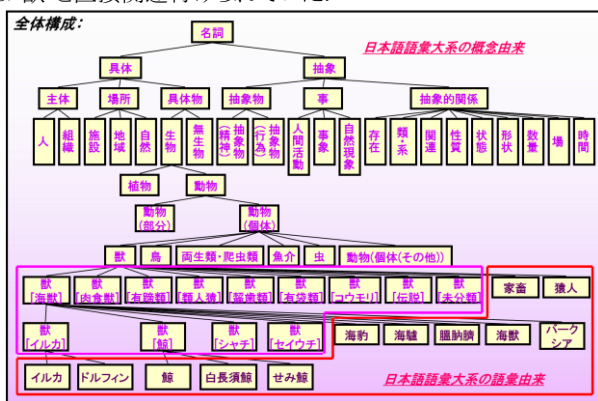 全体構成:
名詞
日本語語彙大系の概念由来
具体
抽象
主体
場所
具体物
抽象物
事
抽象的関係
人
組織
施設
地域
自然
生物
無生物
抽象物(精神)
抽象物(行為)
人間活動
事象
自然現象
存在
類・系
関連
性質
状態
形状
数量
場
時間
植物
動物
動物
(部分)
動物
(個体)
獣
鳥
両生類・爬虫類
魚介
虫
動物(個体(その他))
獣
[海獣]
獣
[肉食獣]
獣
[有蹄類]
獣
[類人猿]
獣
[齧歯類]
獣
[有袋類]
獣
[コウモリ]
獣
[伝説]
獣
[未分類]
家畜
猿人
獣
[イルカ]
獣
[鯨]
獣
[シャチ]
獣
[セイウチ]
海豹
海驢
膃肭臍
海獣
バーク
シア
イルカ
ドルフィン
鯨
白長須鯨
せみ鯨
日本語語彙大系の語彙由来